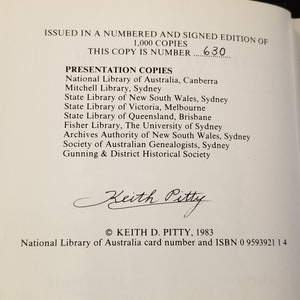 ISSUED IN A NUMBERED AND SIGNED EDITION OF
1,000 COPIES
THIS COPY IS NUMBER 630
PRESENTATION COPIES
National Library of Australia, Canberra
Mitchell Library, Sydney
State Library of New South Wales, Sydney
State Library of Victoria, Melbourne
State Library of Queensland, Brisbane
Fisher Library, The University of Sydney
Archives Authority of New South Wales, Sydney
Society of Australian Genealogists, Sydney
Gunning & District Historical Society
Keith Pitty
© KEITH D. PITTY, 1983
National Library of Australia card number and ISBN 0 9593921 1 4